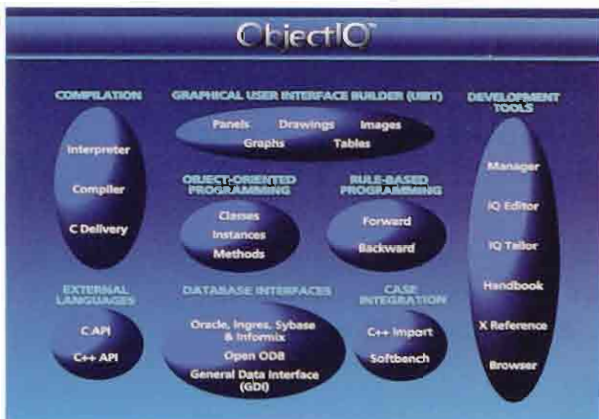 ObjectIQ™
COMPILATION
Interpreter
Compiler
C Delivery
GRAPHICAL USER INTERFACE BUILDER (UIBT)
Panels Drawings Images
Graphs Tables
DEVELOPMENT
TOOLS
Manager
IQ Editor
IQ Tailor
Handbook
X Reference
Browser
OBJECT-ORIENTED
PROGRAMMING
Classes
Instances
Methods
RULE-BASED
PROGRAMMING
Forward
Backward
EXTERNAL
LANGUAGES
C API
C++ API
DATABASE INTERFACES
Oracle, Ingres, Sybase
& Informix
Open ODB
General Data Interface
(GDI)
CASE
INTEGRATION
C++ Import
Softbench